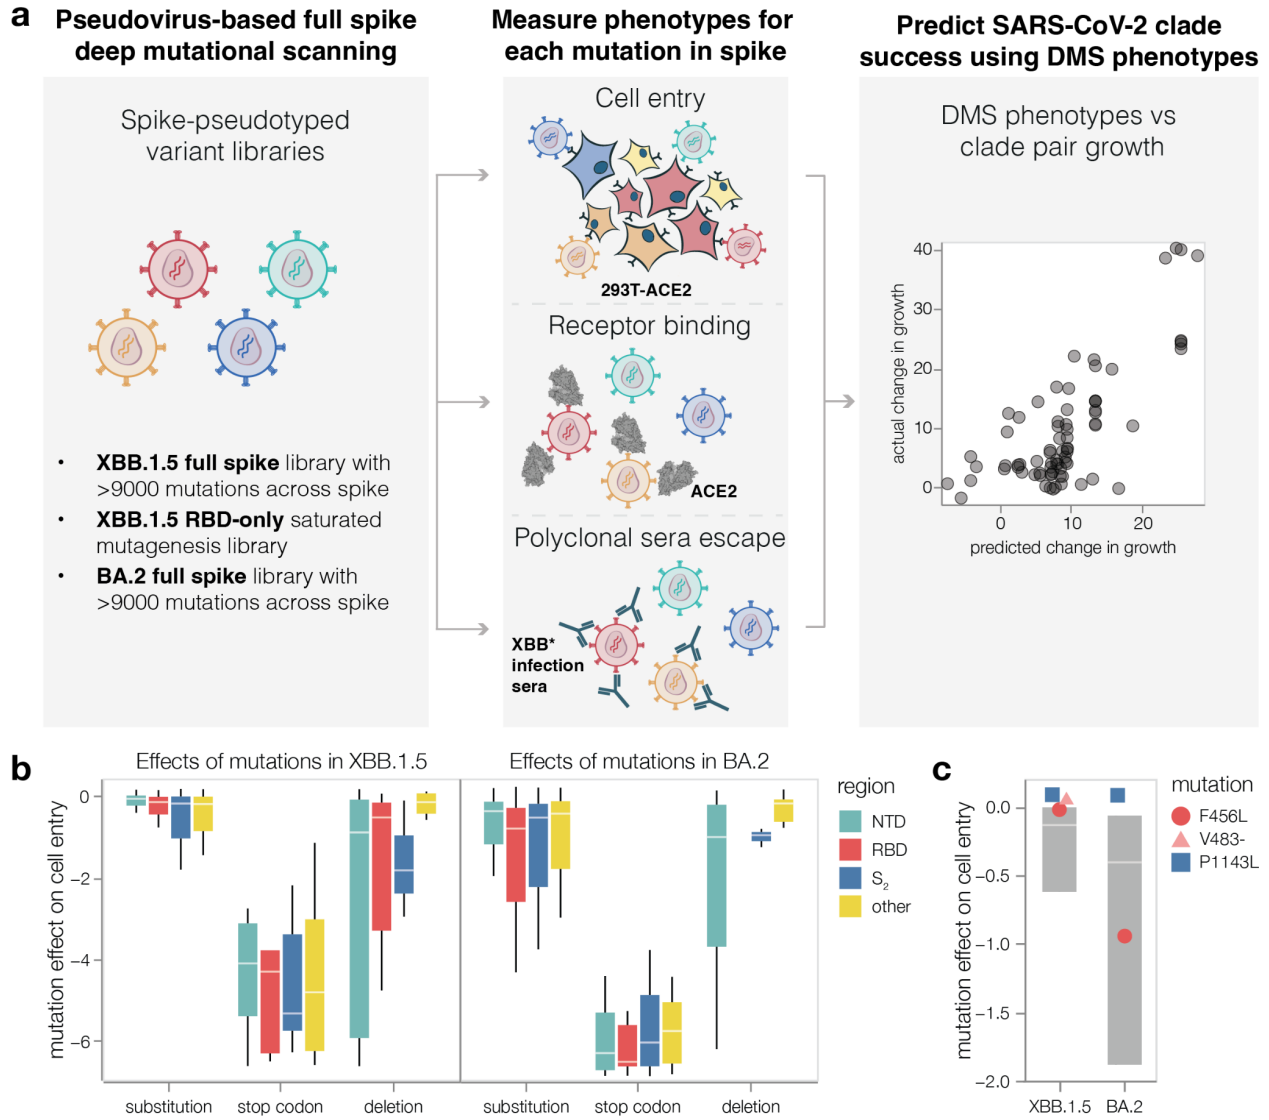 a
Pseudovirus-based full spike
deep mutational scanning
Measure phenotypes for
each mutation in spike
Predict SARS-CoV-2 clade
success using DMS phenotypes
Spike-pseudotyped
variant libraries
• XBB.1.5 full spike library with
>9000 mutations across spike
• XBB.1.5 RBD-only saturated
mutagenesis library
• BA.2 full spike library with
>9000 mutations across spike
Cell entry
293T-ACE2
Receptor binding
ACE2
Polyclonal sera escape
XBB*
infection
sera
DMS phenotypes vs
clade pair growth
actual change in growth
40
30
20
10
0
0 10 20
predicted change in growth
b
Effects of mutations in XBB.1.5
Effects of mutations in BA.2
mutation effect on cell entry
0
−2
−4
−6
substitution stop codon deletion
substitution stop codon deletion
region
NTD
RBD
S2
other
c
mutation effect on cell entry
0.0
−0.5
−1.0
−1.5
−2.0
XBB.1.5 BA.2
mutation
F456L
V483-
P1143L